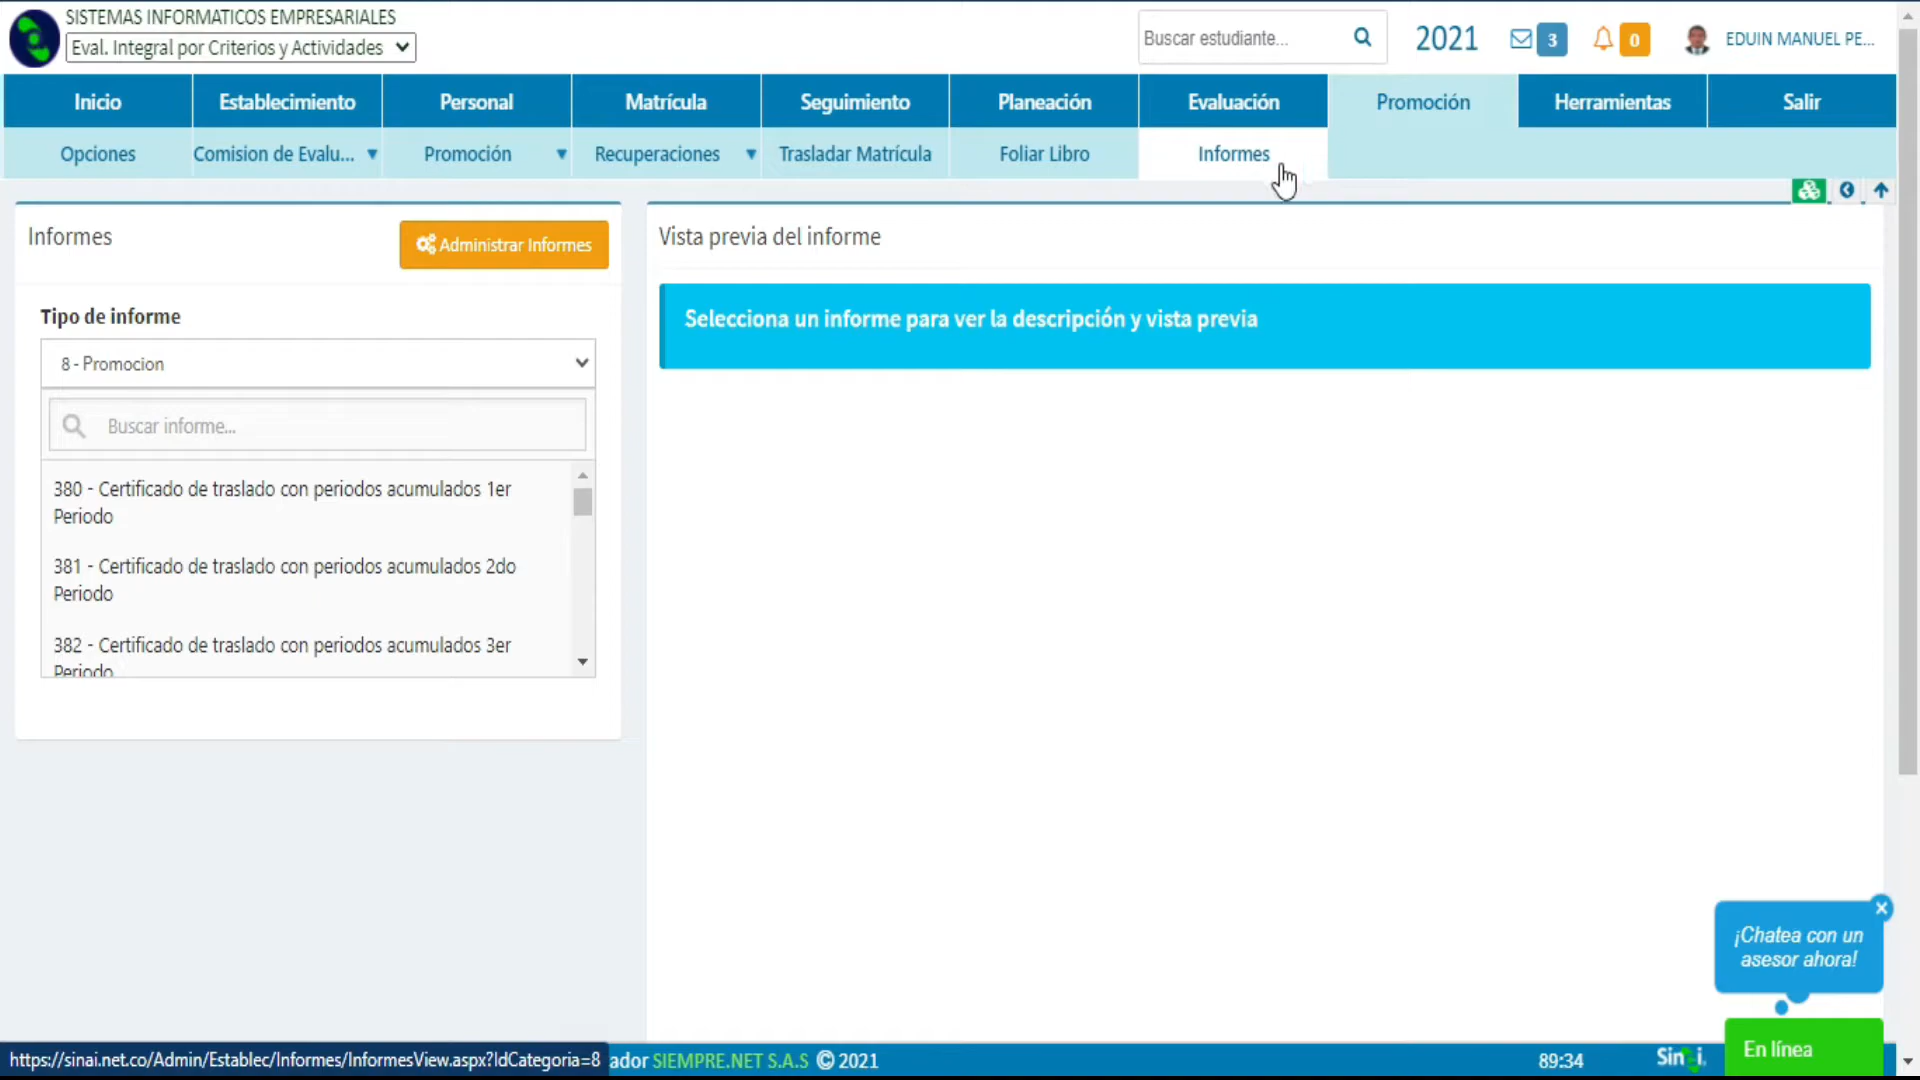 SISTEMAS INFORMATICOS EMPRESARIALES
Eval. Integral por Criterios y Actividades
Buscar estudiante...
2021
3
0
EDUIN MANUEL PE...
Inicio
Establecimiento
Personal
Matrícula
Seguimiento
Planeación
Evaluación
Promoción
Herramientas
Salir
Opciones
Comision de Evalu...
Promoción
Recuperaciones
Trasladar Matrícula
Foliar Libro
Informes
Informes
Administrar Informes
Tipo de informe
8 - Promocion
Buscar informe...
380 - Certificado de traslado con periodos acumulados 1er
Periodo
381 - Certificado de traslado con periodos acumulados 2do
Periodo
382 - Certificado de traslado con periodos acumulados 3er
Periodo
Vista previa del informe
Selecciona un informe para ver la descripción y vista previa
¡Chatea con un
asesor ahora!
En línea
https://sinai.net.co/Admin/Establec/Informes/InformesView.aspx?IdCategoria=8
ador SIEMPRE.NET S.A.S © 2021
89:34